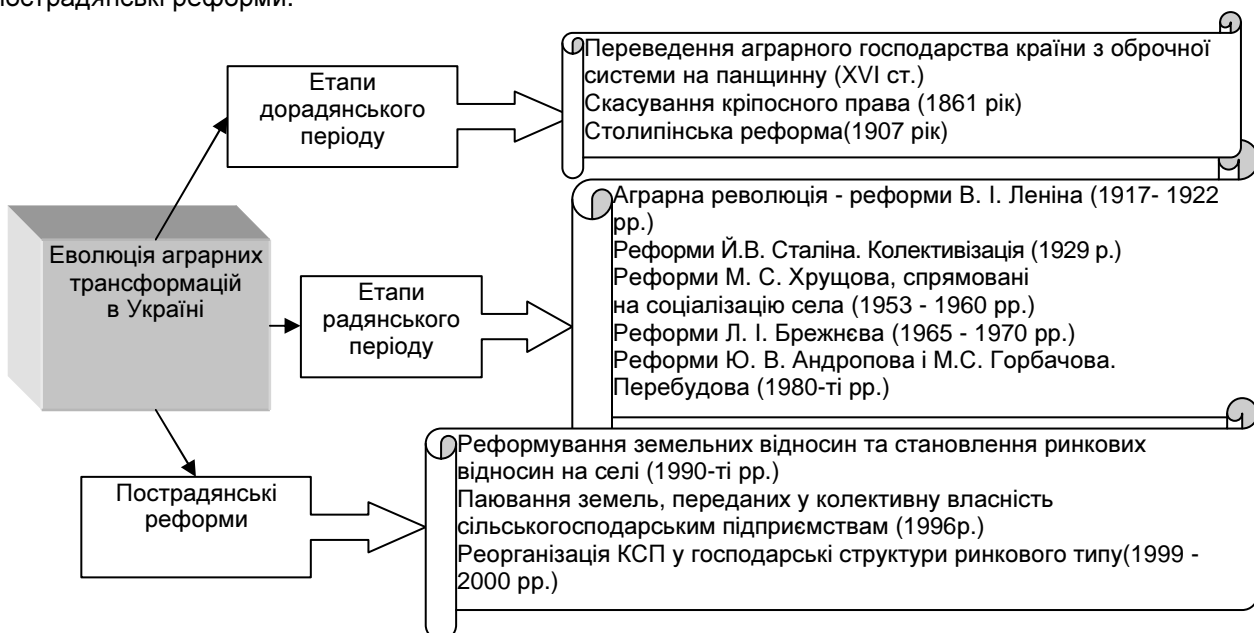 пострадянські реформи.
Етапи
дорадянського
періоду
Переведення аграрного господарства країни з оброчної
системи на панщинну (XVI ст.)
Скасування кріпосного права (1861 рік)
Столипінська реформа(1907 рік)
Еволюція аграрних
трансформацій
в Україні
Етапи
радянського
періоду
Аграрна революція - реформи В. І. Леніна (1917- 1922
рр.)
Реформи Й.В. Сталіна. Колективізація (1929 р.)
Реформи М. С. Хрущова, спрямовані
на соціалізацію села (1953 - 1960 рр.)
Реформи Л. І. Брежнєва (1965 - 1970 рр.)
Реформи Ю. В. Андропова і М.С. Горбачова.
Перебудова (1980-ті рр.)
Пострадянські
реформи
Реформування земельних відносин та становлення ринкових
відносин на селі (1990-ті рр.)
Паювання земель, переданих у колективну власність
сільськогосподарським підприємствам (1996р.)
Реорганізація КСП у господарські структури ринкового типу(1999 -
2000 рр.)